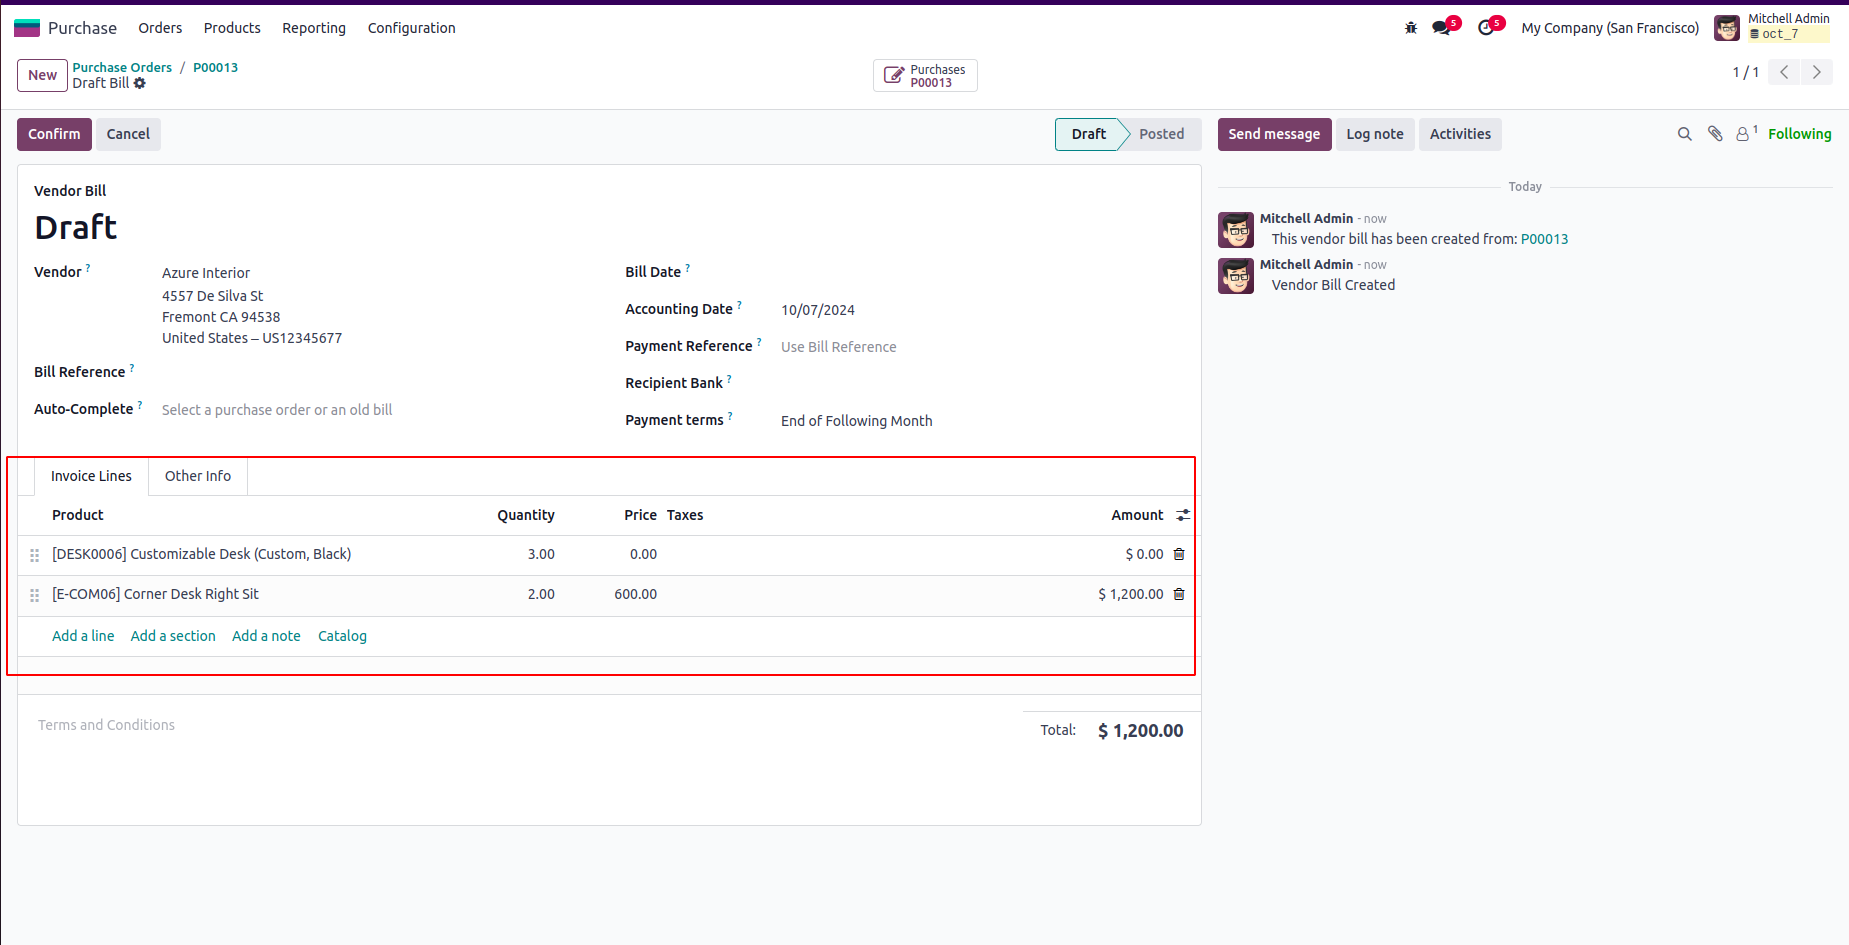 Purchase Orders Products Reporting Configuration 5 5 My Company (San Francisco) Mitchell Admin
oct_7
New Purchase Orders / P00013
Draft Bill
Purchases
P00013
1 / 1
Confirm Cancel Draft Posted Send message Log note Activities 1 Following
Vendor Bill
Draft
Vendor ? Azure Interior
4557 De Silva St
Fremont CA 94538
United States – US12345677
Bill Reference ?
Auto-Complete ? Select a purchase order or an old bill
Bill Date ?
Accounting Date ? 10/07/2024
Payment Reference ? Use Bill Reference
Recipient Bank ?
Payment terms ? End of Following Month
Invoice Lines Other Info
Product Quantity Price Taxes Amount
[DESK0006] Customizable Desk (Custom, Black) 3.00 0.00 $ 0.00
[E-COM06] Corner Desk Right Sit 2.00 600.00 $ 1,200.00
Add a line Add a section Add a note Catalog
Terms and Conditions
Total: $ 1,200.00
Today
Mitchell Admin - now
This vendor bill has been created from: P00013
Mitchell Admin - now
Vendor Bill Created